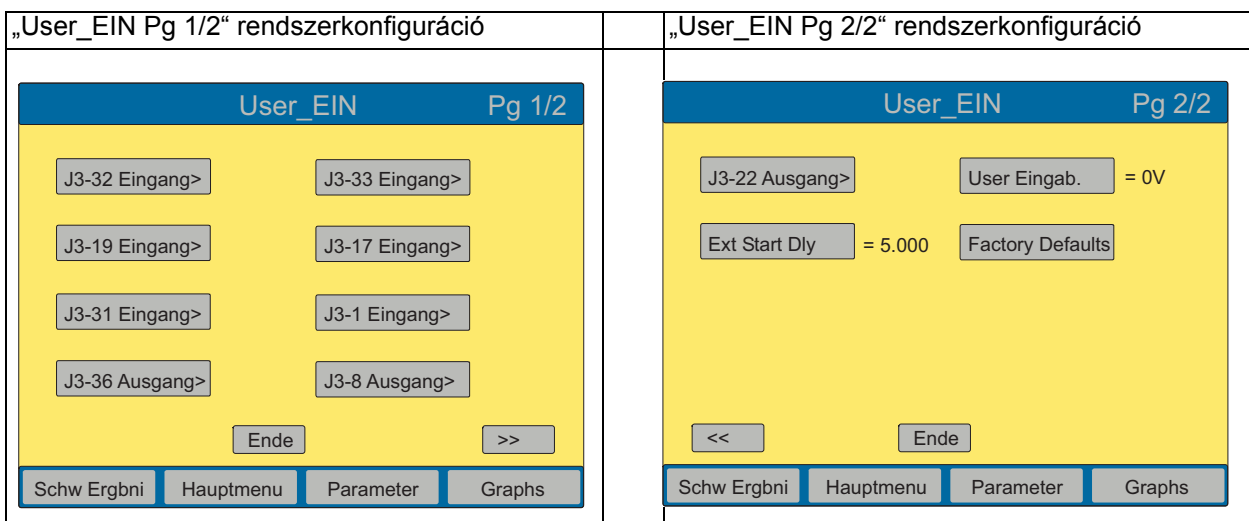 „User_EIN Pg 1/2“ rendszerkonfiguráció
„User_EIN Pg 2/2“ rendszerkonfiguráció
User_EIN Pg 1/2
J3-32 Eingang> J3-33 Eingang>
J3-19 Eingang> J3-17 Eingang>
J3-31 Eingang> J3-1 Eingang>
J3-36 Ausgang> J3-8 Ausgang>
Ende >>
Schw Ergbni Hauptmenu Parameter Graphs
User_EIN Pg 2/2
J3-22 Ausgang> User Eingab. = 0V
Ext Start Dly = 5.000 Factory Defaults
<< Ende
Schw Ergbni Hauptmenu Parameter Graphs